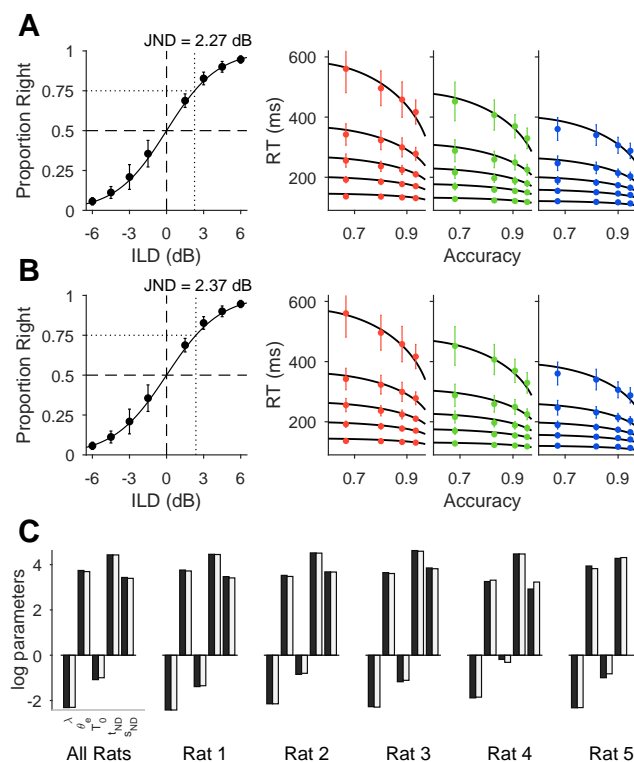 A
JND = 2.27 dB
Proportion Right
1
0.75
0.5
0.25
0
-6 -3 0 3 6
ILD (dB)
RT (ms)
600
400
200
0.7 0.9 0.7 0.9 0.7 0.9
Accuracy
B
JND = 2.37 dB
Proportion Right
1
0.75
0.5
0.25
0
-6 -3 0 3 6
ILD (dB)
RT (ms)
600
400
200
0.7 0.9 0.7 0.9 0.7 0.9
Accuracy
C
log parameters
4
2
0
-2
λ θe T0 tND sND
All Rats Rat 1 Rat 2 Rat 3 Rat 4 Rat 5